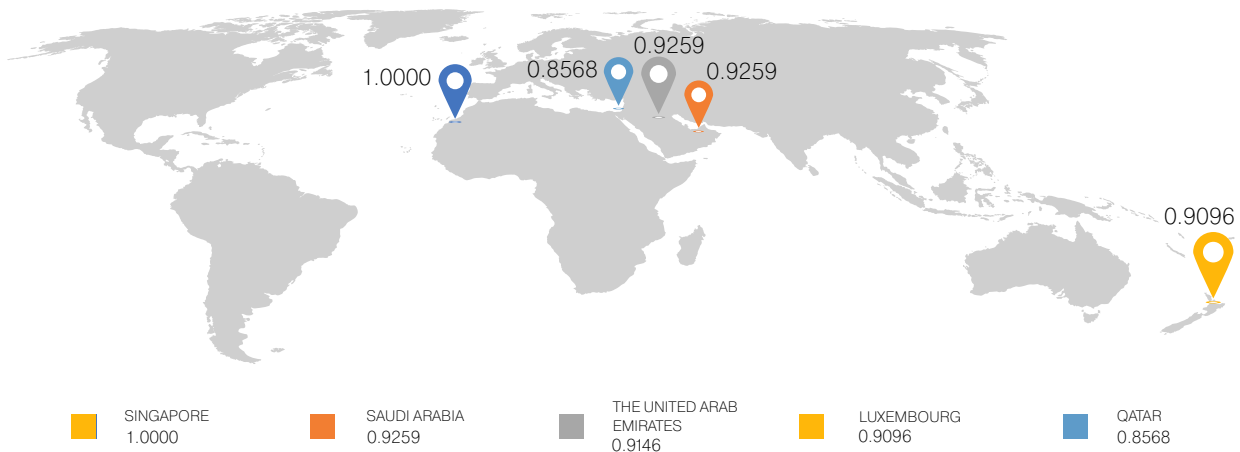 0.9259
1.0000
0.8568
0.9259
0.9096
SINGAPORE
1.0000
SAUDI ARABIA
0.9259
THE UNITED ARAB
EMIRATES
0.9146
LUXEMBOURG
0.9096
QATAR
0.8568